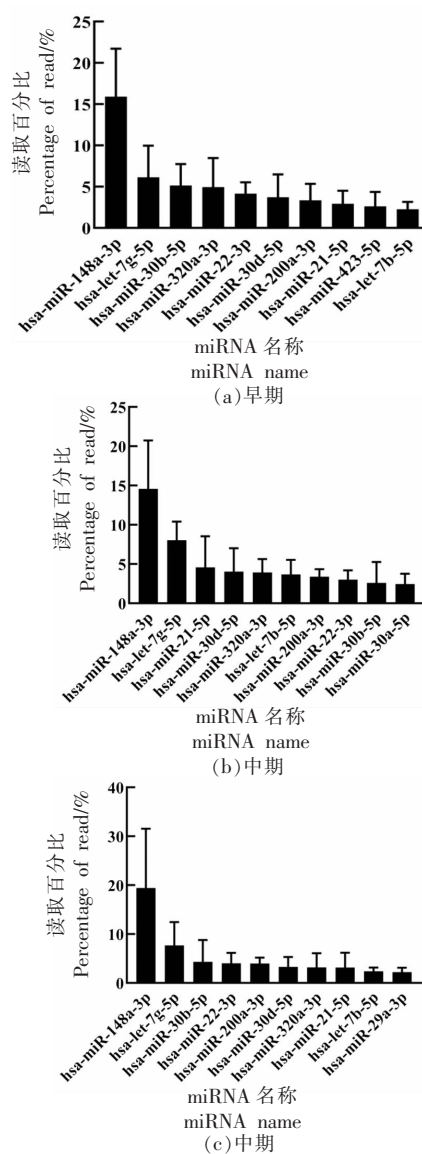 读取百分比
Percentage of read/%
25
20
15
10
5
0
hsa-miR-148a-3p
hsa-let-7g-5p
hsa-miR-30b-5p
hsa-miR-320a-3p
hsa-miR-22-3p
hsa-miR-30d-5p
hsa-miR-200a-3p
hsa-miR-21-5p
hsa-miR-423-5p
hsa-let-7b-5p
miRNA 名称
miRNA name
(a)早期
读取百分比
Percentage of read/%
25
20
15
10
5
0
hsa-miR-148a-3p
hsa-let-7g-5p
hsa-miR-21-5p
hsa-miR-30d-5p
hsa-miR-320a-3p
hsa-let-7b-5p
hsa-miR-200a-3p
hsa-miR-22-3p
hsa-miR-30b-5p
hsa-miR-30a-5p
miRNA 名称
miRNA name
(b)中期
读取百分比
Percentage of read/%
40
30
20
10
0
hsa-miR-148a-3p
hsa-let-7g-5p
hsa-miR-30b-5p
hsa-miR-22-3p
hsa-miR-200a-3p
hsa-miR-30d-5p
hsa-miR-320a-3p
hsa-miR-21-5p
hsa-let-7b-5p
hsa-miR-29a-3p
miRNA 名称
miRNA name
(c)中期